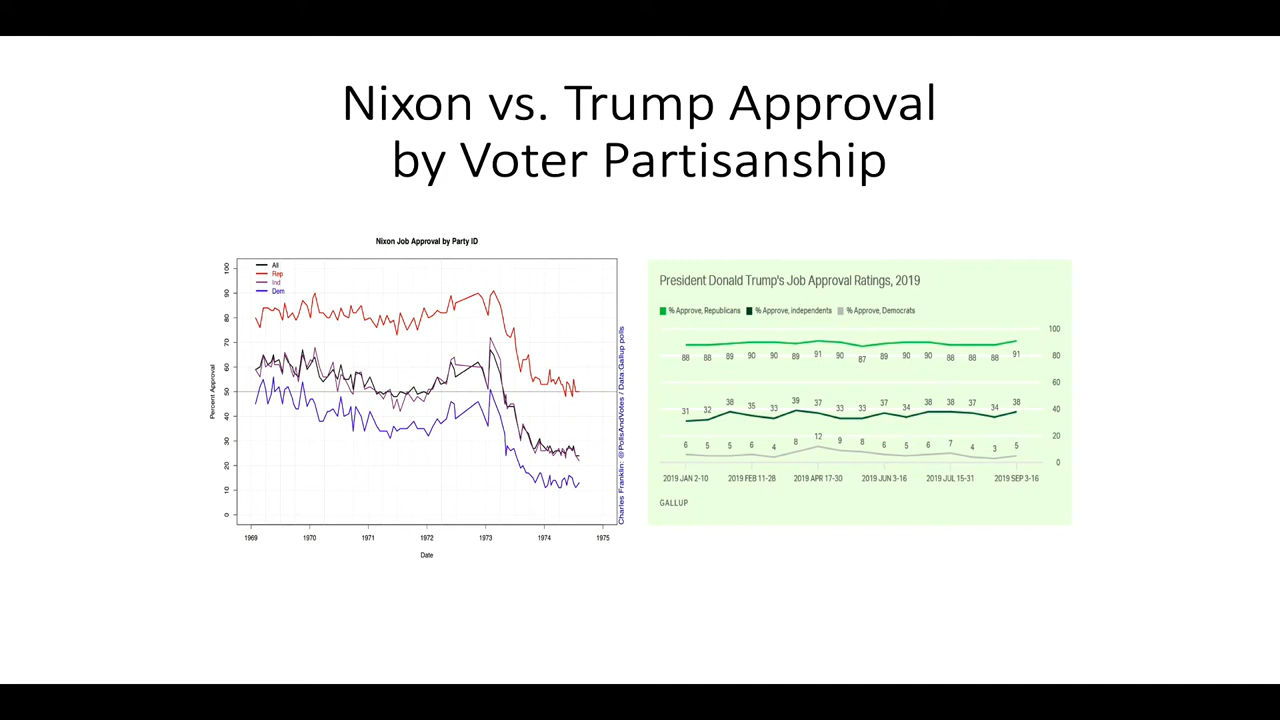 Nixon vs. Trump Approval
by Voter Partisanship
Nixon Job Approval by Party ID
All
Rep
Ind
Dem
100
90
80
70
60
50
40
30
20
10
0
Percent Approval
1969 1970 1971 1972 1973 1974 1975
Date
Charles Franklin: @PollsAndVotes / Data:Gallup polls
President Donald Trump's Job Approval Ratings, 2019
% Approve, Republicans % Approve, independents % Approve, Democrats
100
80
60
40
20
0
88 88 89 90 90 89 91 90 87 89 90 90 88 88 88 91
31 32 38 35 33 39 37 33 33 37 34 38 38 37 34 38
6 5 5 6 4 8 12 9 8 6 5 6 7 4 3 5
2019 JAN 2-10 2019 FEB 11-28 2019 APR 17-30 2019 JUN 3-16 2019 JUL 15-31 2019 SEP 3-16
GALLUP